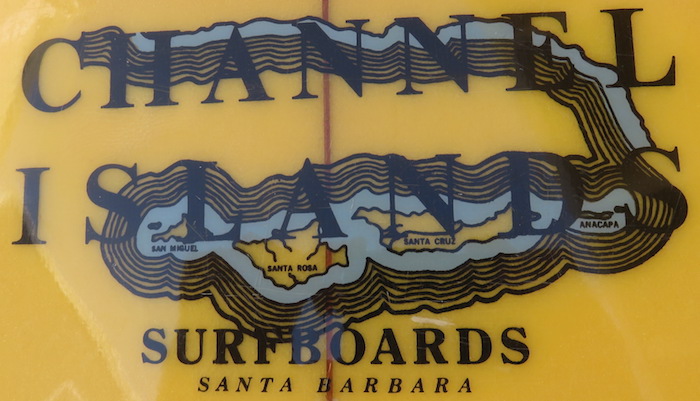 CHANNEL
ISLANDS
SAN MIGUEL
SANTA ROSA
SANTA CRUZ
ANACAPA
SURFBOARDS
SANTA BARBARA